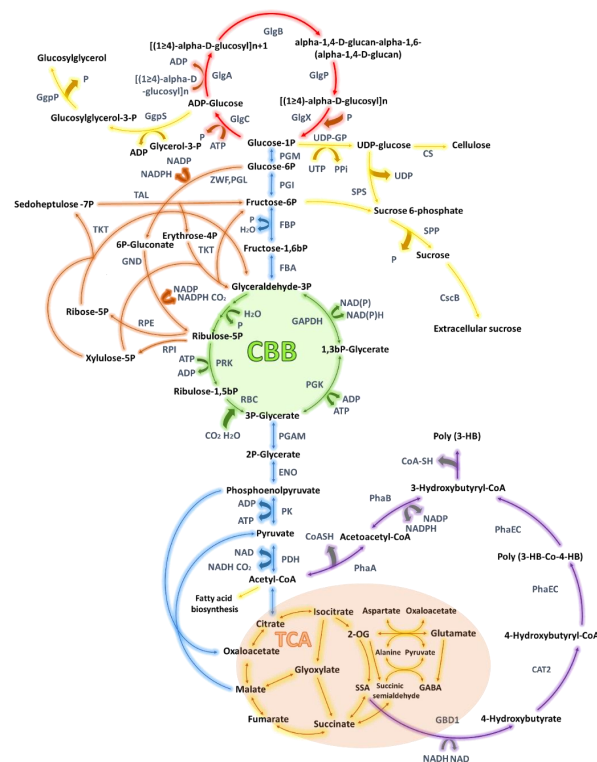 GlgB
[(1≥4)-alpha-D-glucosyl]n+1
alpha-1,4-D-glucan-alpha-1,6-
(alpha-1,4-D-glucan)
Glucosylglycerol
ADP
GlgA
[(1≥4)-alpha-D
-glucosyl]n
GlgP
P
GgpP
ADP-Glucose
[(1≥4)-alpha-D-glucosyl]n
Glucosylglycerol-3-P
GgpS
GlgC
GlgX
P
P
ATP
ADP
Glycerol-3-P
Glucose-1P
UDP-GP
UDP-glucose
Cellulose
CS
PGM
NADP
NADPH
ZWF,PGL
Glucose-6P
UTP
PPi
UDP
PGI
SPS
TAL
Sedoheptulose -7P
Fructose-6P
Sucrose 6-phosphate
P
H₂O
FBP
SPP
TKT
Erythrose-4P
6P-Gluconate
TKT
Fructose-1,6bP
P
Sucrose
GND
FBA
Glyceraldehyde-3P
CscB
NADP
NADPH CO₂
NAD(P)
NAD(P)H
Ribose-5P
H₂O
P
GAPDH
Extracellular sucrose
RPE
Ribulose-5P
CBB
1,3bP-Glycerate
Xylulose-5P
RPI
ATP
ADP
PRK
PGK
Ribulose-1,5bP
RBC
ADP
ATP
3P-Glycerate
CO₂ H₂O
PGAM
Poly (3-HB)
2P-Glycerate
CoA-SH
ENO
3-Hydroxybutyryl-CoA
Phosphoenolpyruvate
PhaB
ADP
ATP
PK
NADP
NADPH
PhaEC
Pyruvate
CoASH
Acetoacetyl-CoA
NAD
NADH CO₂
PDH
Poly (3-HB-Co-4-HB)
PhaA
Acetyl-CoA
PhaEC
Fatty acid
biosynthesis
Isocitrate
Aspartate
Oxaloacetate
Citrate
TCA
2-OG
Glutamate
4-Hydroxybutyryl-CoA
Oxaloacetate
Alanine
Pyruvate
Glyoxylate
CAT2
Malate
SSA
Succinic
semialdehyde
GABA
Fumarate
Succinate
GBD1
4-Hydroxybutyrate
NADH NAD